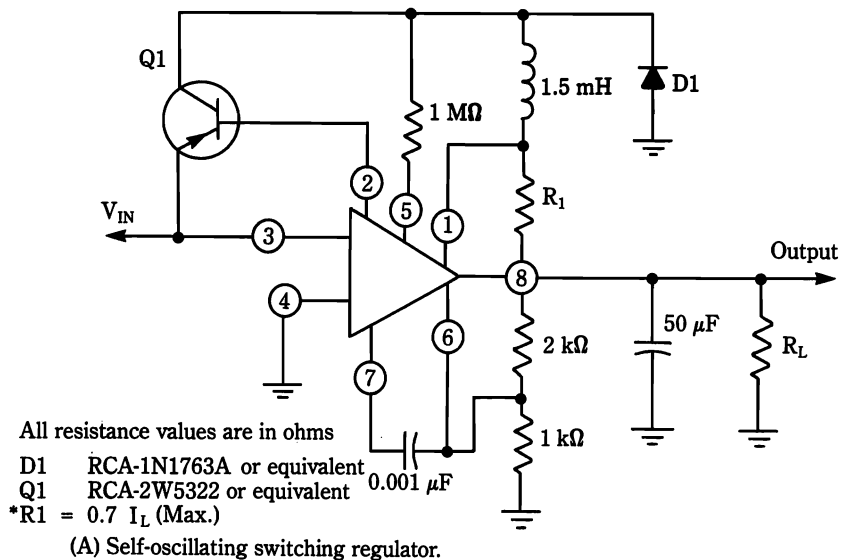 Q1
1.5 mH
D1
1 MΩ
2
R₁
5
1
V_IN
3
Output
8
4
6
50 μF
2 kΩ
R_L
7
All resistance values are in ohms
1 kΩ
D1 RCA-1N1763A or equivalent
0.001 μF
Q1 RCA-2W5322 or equivalent
*R1 = 0.7 I_L (Max.)
(A) Self-oscillating switching regulator.